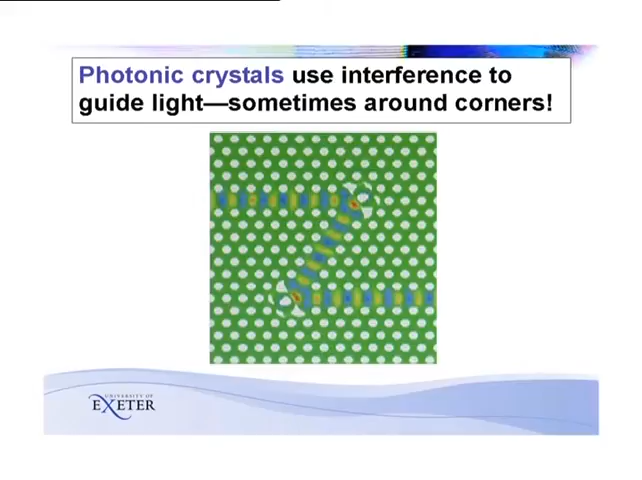 Photonic crystals use interference to
guide light—sometimes around corners!
UNIVERSITY OF
EXETER